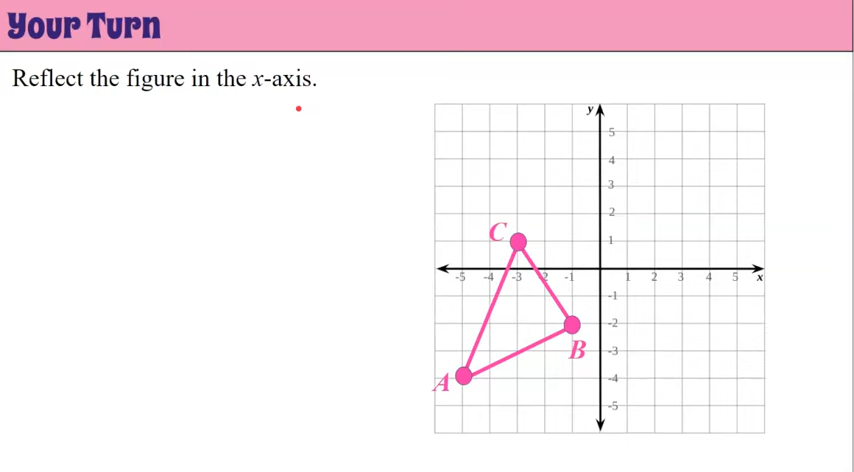 Your Turn
Reflect the figure in the x-axis.
y
5
4
3
2
C
1
-5 -4 -3 -2 -1 1 2 3 4 5 x
-1
-2
B
-3
A
-4
-5